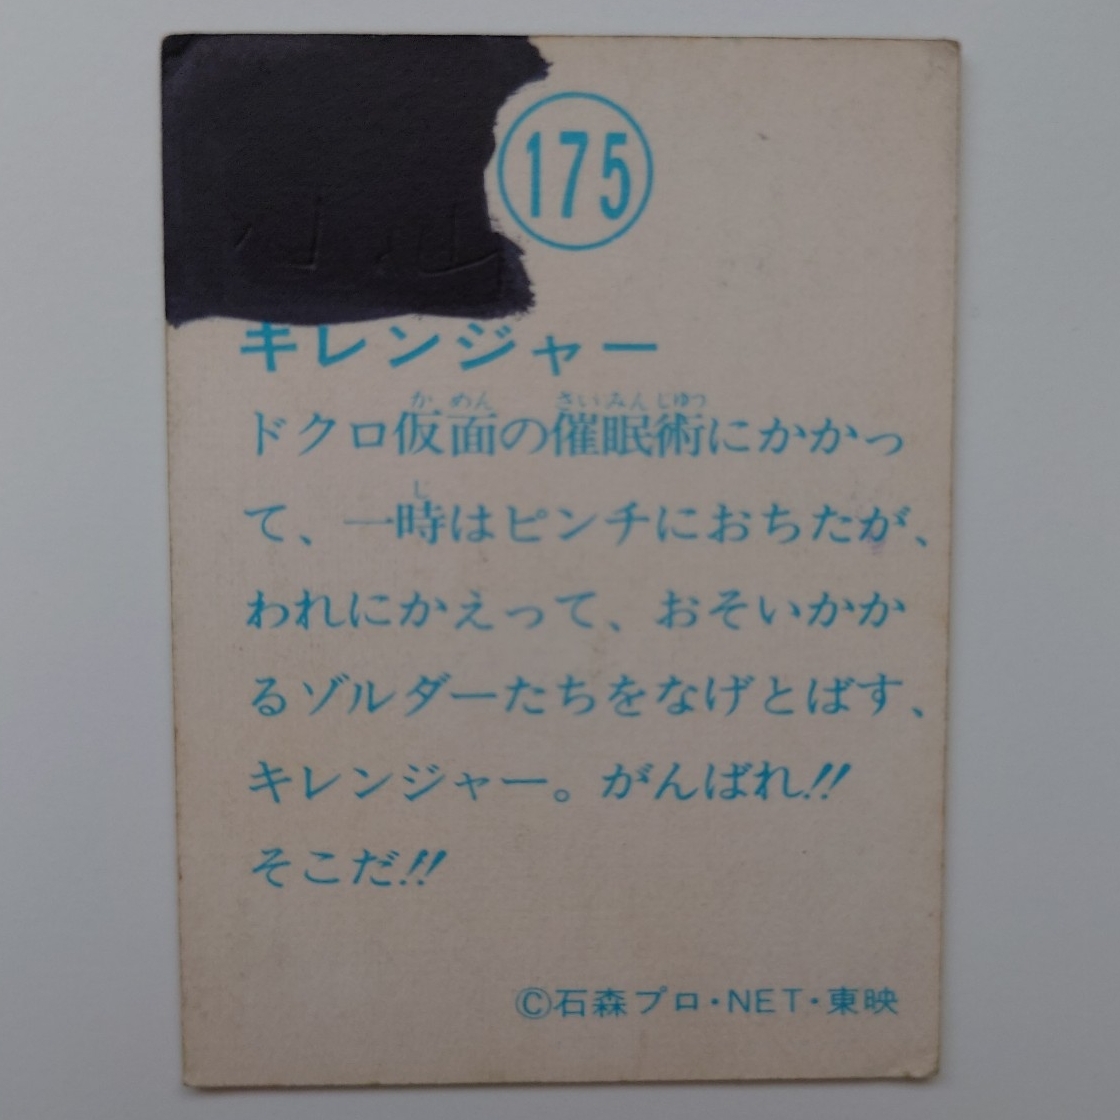 175
キレンジャー
ドクロ仮面の催眠術にかかっ
て、一時はピンチにおちたが、
われにかえって、おそいかか
るゾルダーたちをなげとばす、
キレンジャー。がんばれ!!
そこだ!!
©石森プロ・NET・東映